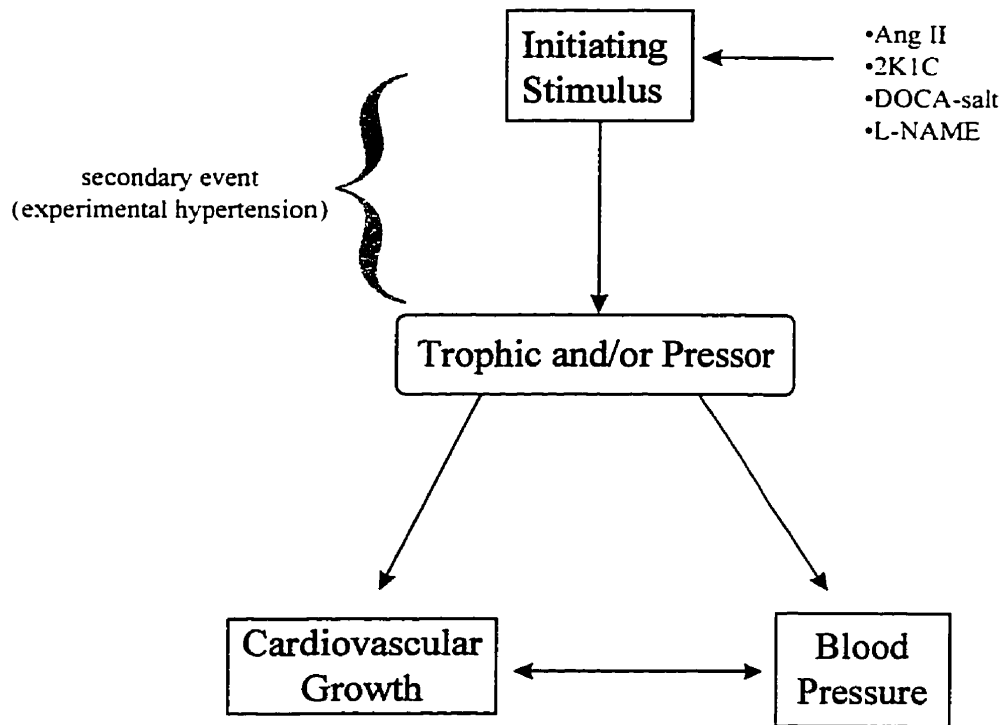 Initiating
Stimulus
•Ang II
•2K1C
•DOCA-salt
•L-NAME
secondary event
(experimental hypertension)
Trophic and/or Pressor
Cardiovascular
Growth
Blood
Pressure